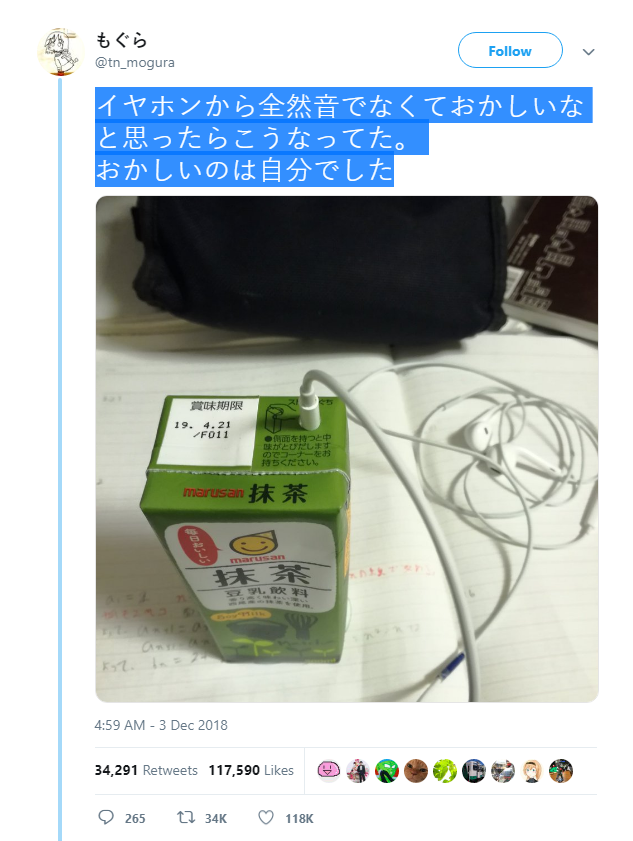 もぐら
@tn_mogura
Follow
イヤホンから全然音でなくておかしいな
と思ったらこうなってた。
おかしいのは自分でした
賞味期限
19. 4.21
/F011
●側面を持つと中
味がとびだします
のでコーナーをお
持ちください。
marusan 抹茶
毎日おいしい
marusan
抹茶
豆乳飲料
4:59 AM - 3 Dec 2018
34,291 Retweets 117,590 Likes
265 34K 118K